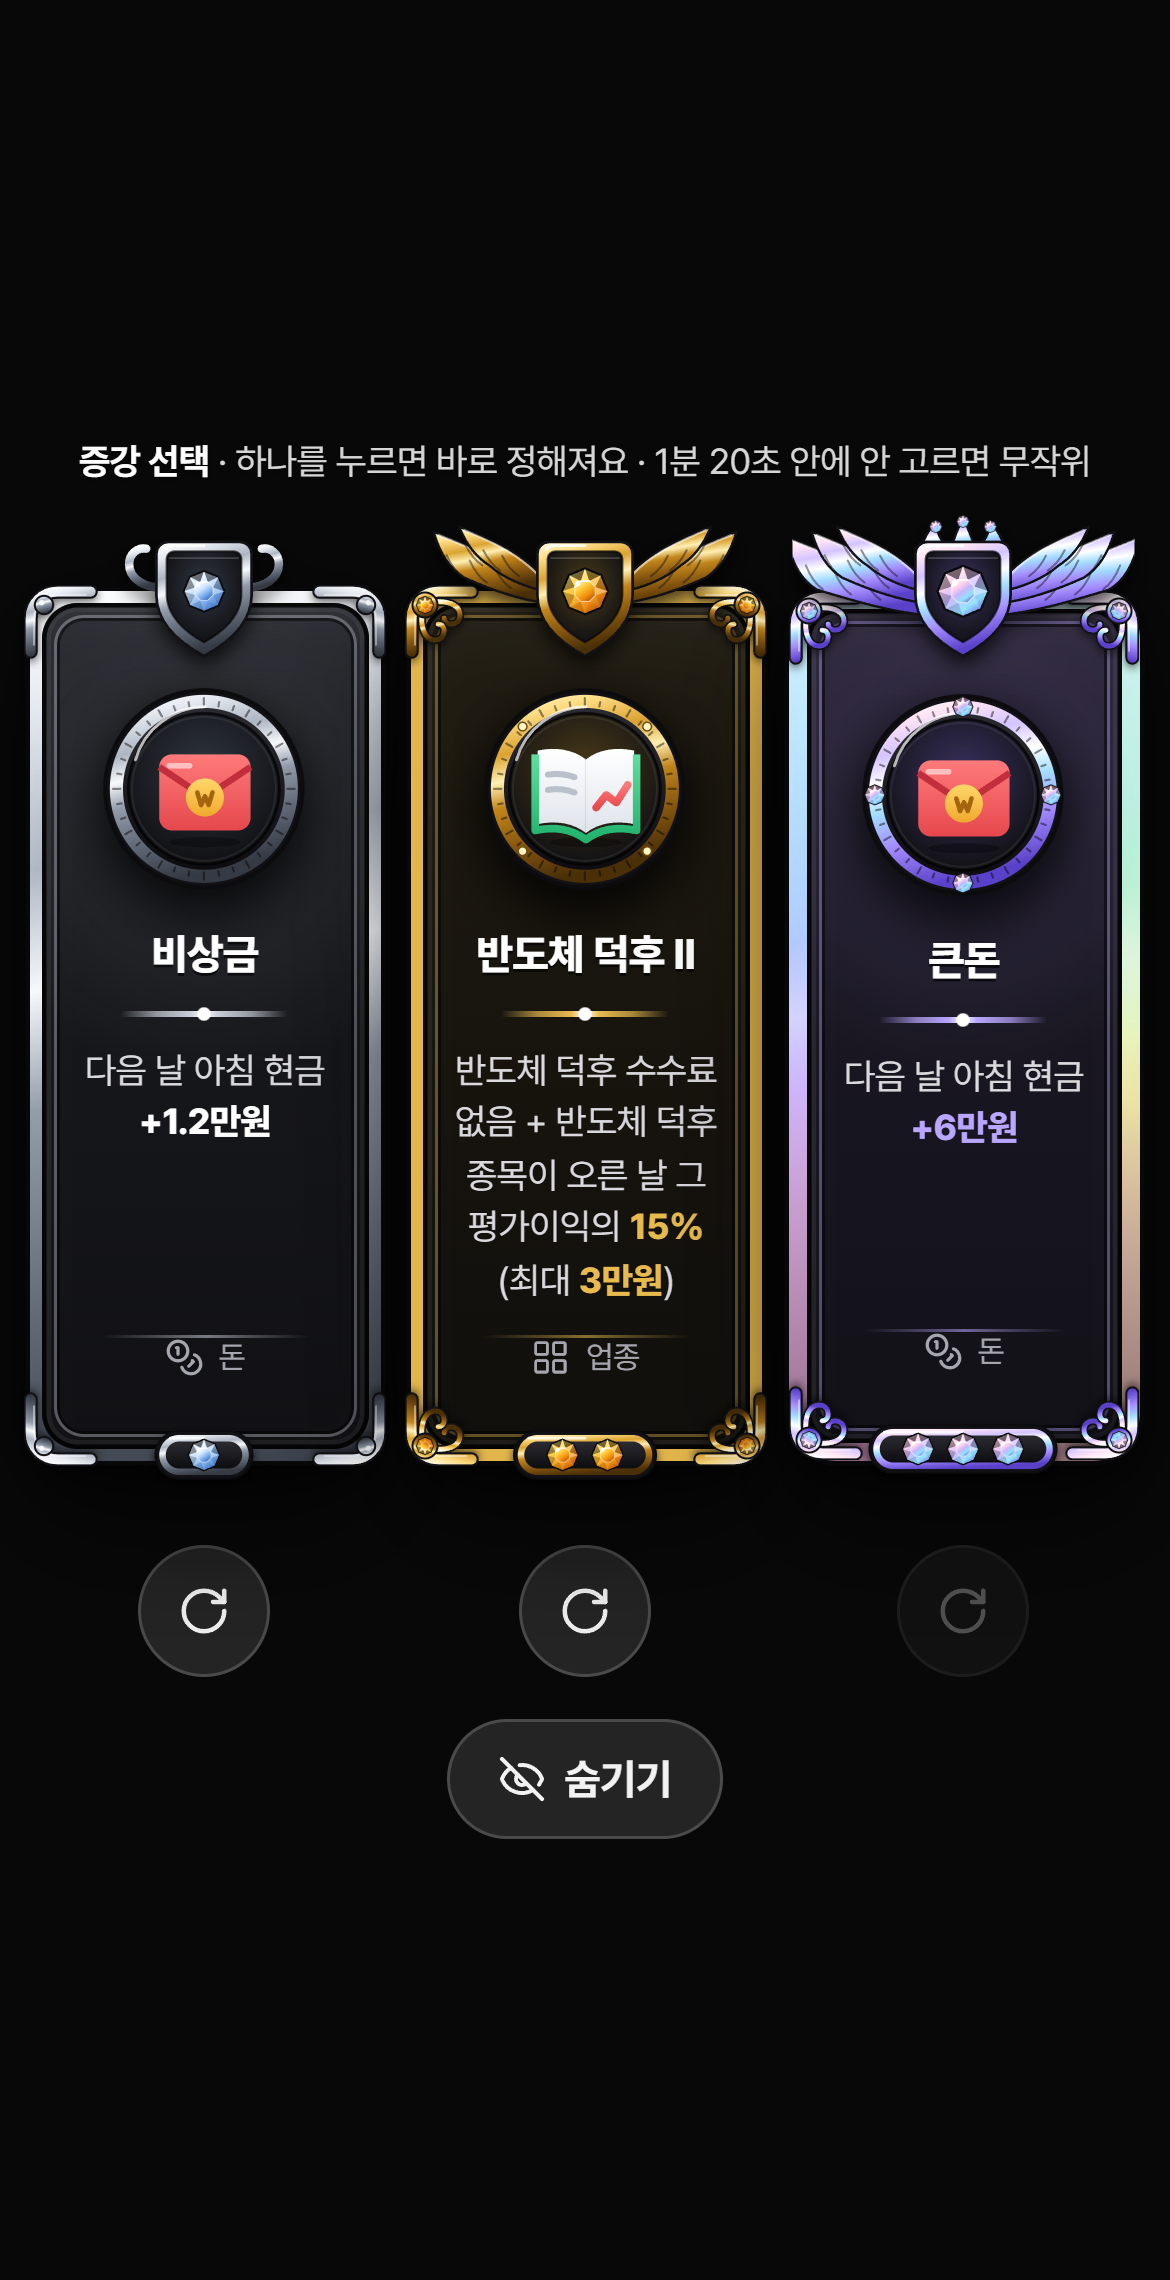 증강 선택 · 하나를 누르면 바로 정해져요 · 1분 20초 안에 안 고르면 무작위
비상금
다음 날 아침 현금
+1.2만원
돈
반도체 덕후 II
반도체 덕후 수수료
없음 + 반도체 덕후
종목이 오른 날 그
평가이익의 15%
(최대 3만원)
업종
큰돈
다음 날 아침 현금
+6만원
돈
숨기기